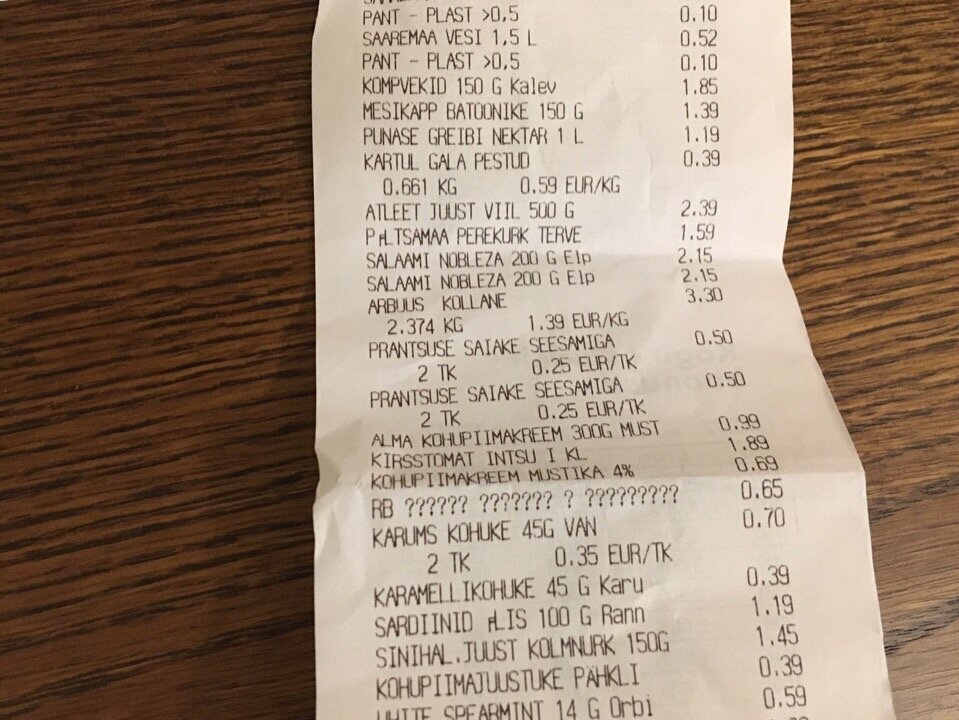 PANT - PLAST >0,5 0.10
SAAREMAA VESI 1,5 L 0.52
PANT - PLAST >0,5 0.10
KOMPVEKID 150 G Kalev 1.85
MESIKAPP BATOONIKE 150 G 1.39
PUNASE GREIBI NEKTAR 1 L 1.19
KARTUL GALA PESTUD 0.39
0.661 KG 0.59 EUR/KG
ATLEET JUUST VIIL 500 G 2.39
PHLTSAMAA PEREKURK TERVE 1.59
SALAAMI NOBLEZA 200 G Elp 2.15
SALAAMI NOBLEZA 200 G Elp 2.15
ARBUUS KOLLANE 3.30
2.374 KG 1.39 EUR/KG
PRANTSUSE SAIAKE SEESAMIGA 0.50
2 TK 0.25 EUR/TK
PRANTSUSE SAIAKE SEESAMIGA 0.50
2 TK 0.25 EUR/TK
ALMA KOHUPIIMAKREEM 300G MUST 0.99
KIRSSTOMAT INTSU I KL 1.89
KOHUPIIMAKREEM MUSTIKA 4% 0.69
RB ?????? ??????? ? ????????? 0.65
KARUMS KOHUKE 45G VAN 0.70
2 TK 0.35 EUR/TK
KARAMELLIKOHUKE 45 G Karu 0.39
SARDIINID HLIS 100 G Rann 1.19
SINIHAL.JUUST KOLMNURK 150G 1.45
KOHUPIIMAJUUSTUKE PÄHKLI 0.39
WHITE SPEARMINT 14 G Orbi 0.59